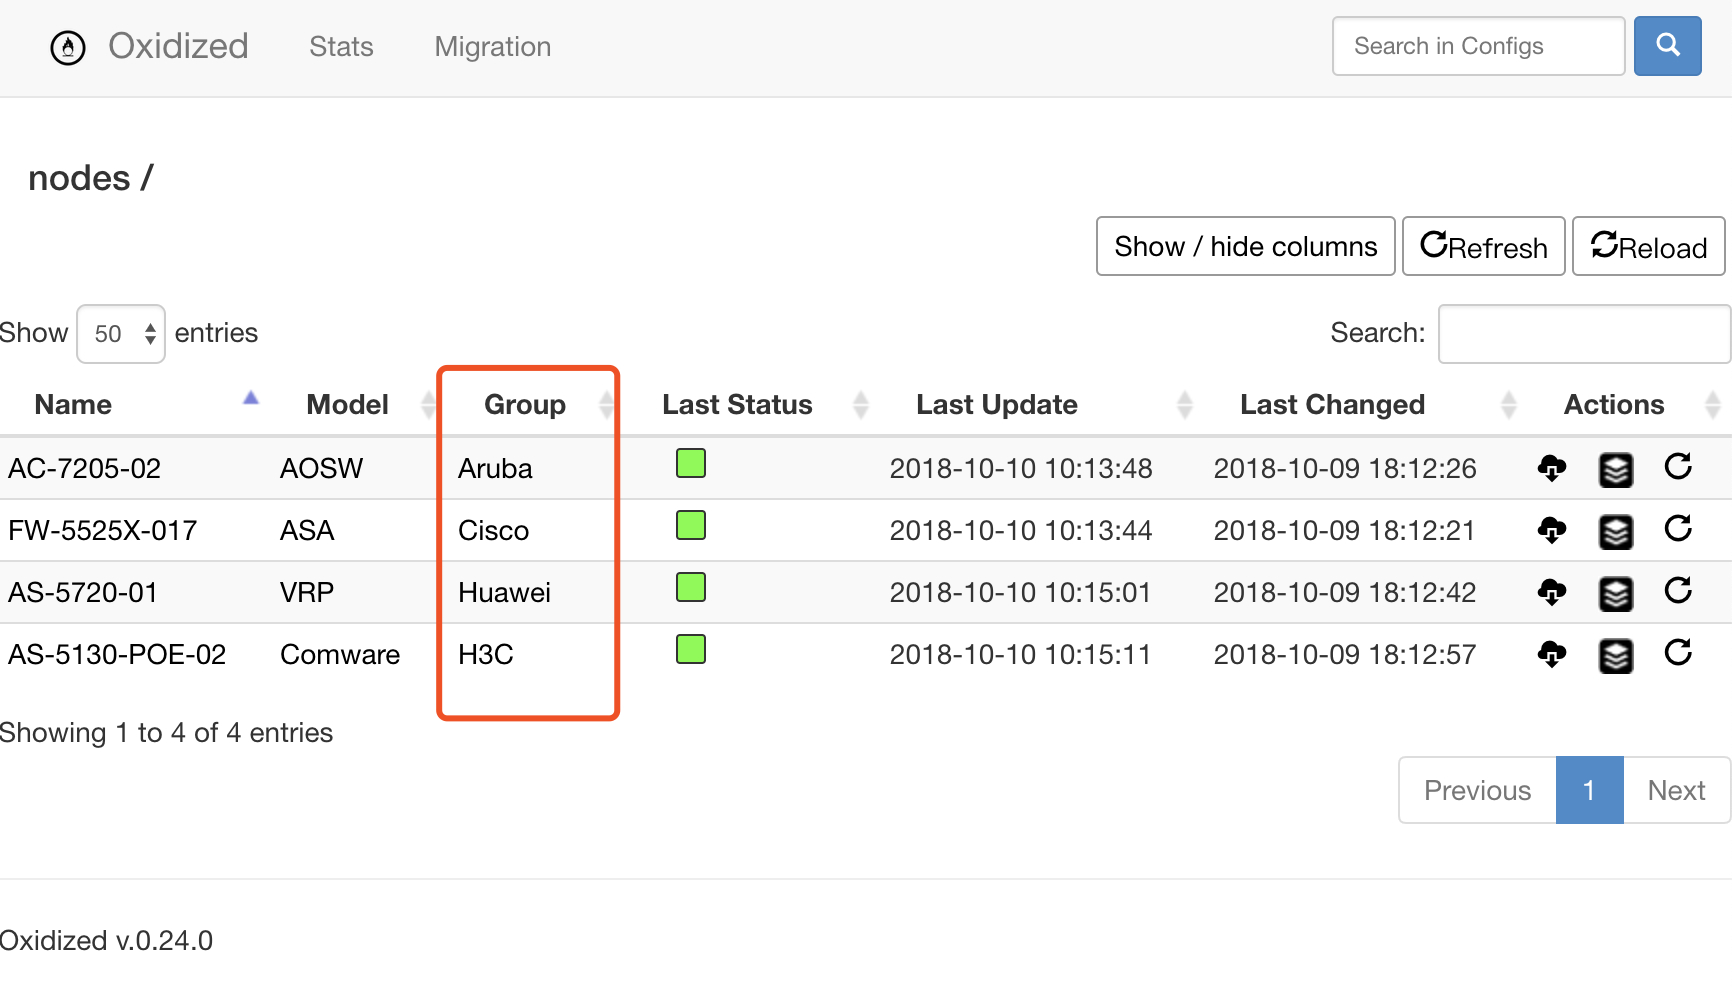 Oxidized Stats Migration Search in Configs
nodes /
Show / hide columns Refresh Reload
Show 50 entries Search:
Name Model Group Last Status Last Update Last Changed Actions
AC-7205-02 AOSW Aruba 2018-10-10 10:13:48 2018-10-09 18:12:26
FW-5525X-017 ASA Cisco 2018-10-10 10:13:44 2018-10-09 18:12:21
AS-5720-01 VRP Huawei 2018-10-10 10:15:01 2018-10-09 18:12:42
AS-5130-POE-02 Comware H3C 2018-10-10 10:15:11 2018-10-09 18:12:57
Showing 1 to 4 of 4 entries
Previous 1 Next
Oxidized v.0.24.0